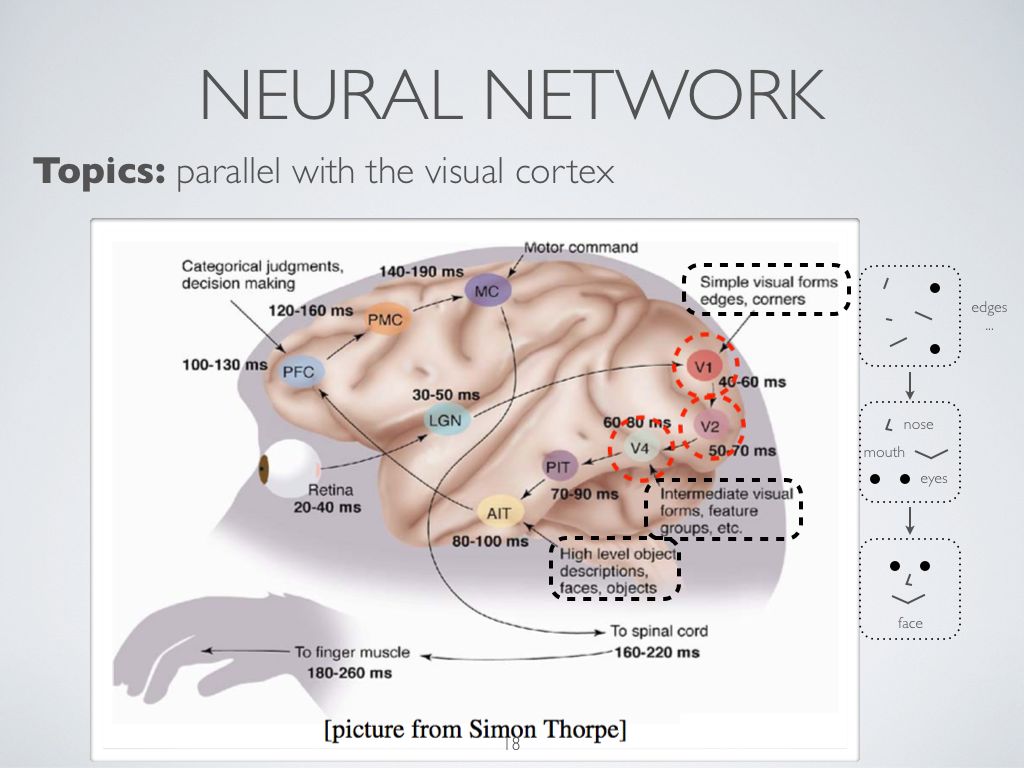 NEURAL NETWORK
Topics: parallel with the visual cortex
Motor command
Categorical judgments,
decision making
140-190 ms
MC
Simple visual forms
edges, corners
120-160 ms
PMC
100-130 ms
PFC
30-50 ms
LGN
V1
40-60 ms
V2
50-70 ms
60-80 ms
V4
PIT
70-90 ms
Retina
20-40 ms
AIT
80-100 ms
Intermediate visual
forms, feature
groups, etc.
High level object
descriptions,
faces, objects
To spinal cord
160-220 ms
To finger muscle
180-260 ms
[picture from Simon Thorpe]
18
edges
...
nose
mouth
eyes
face